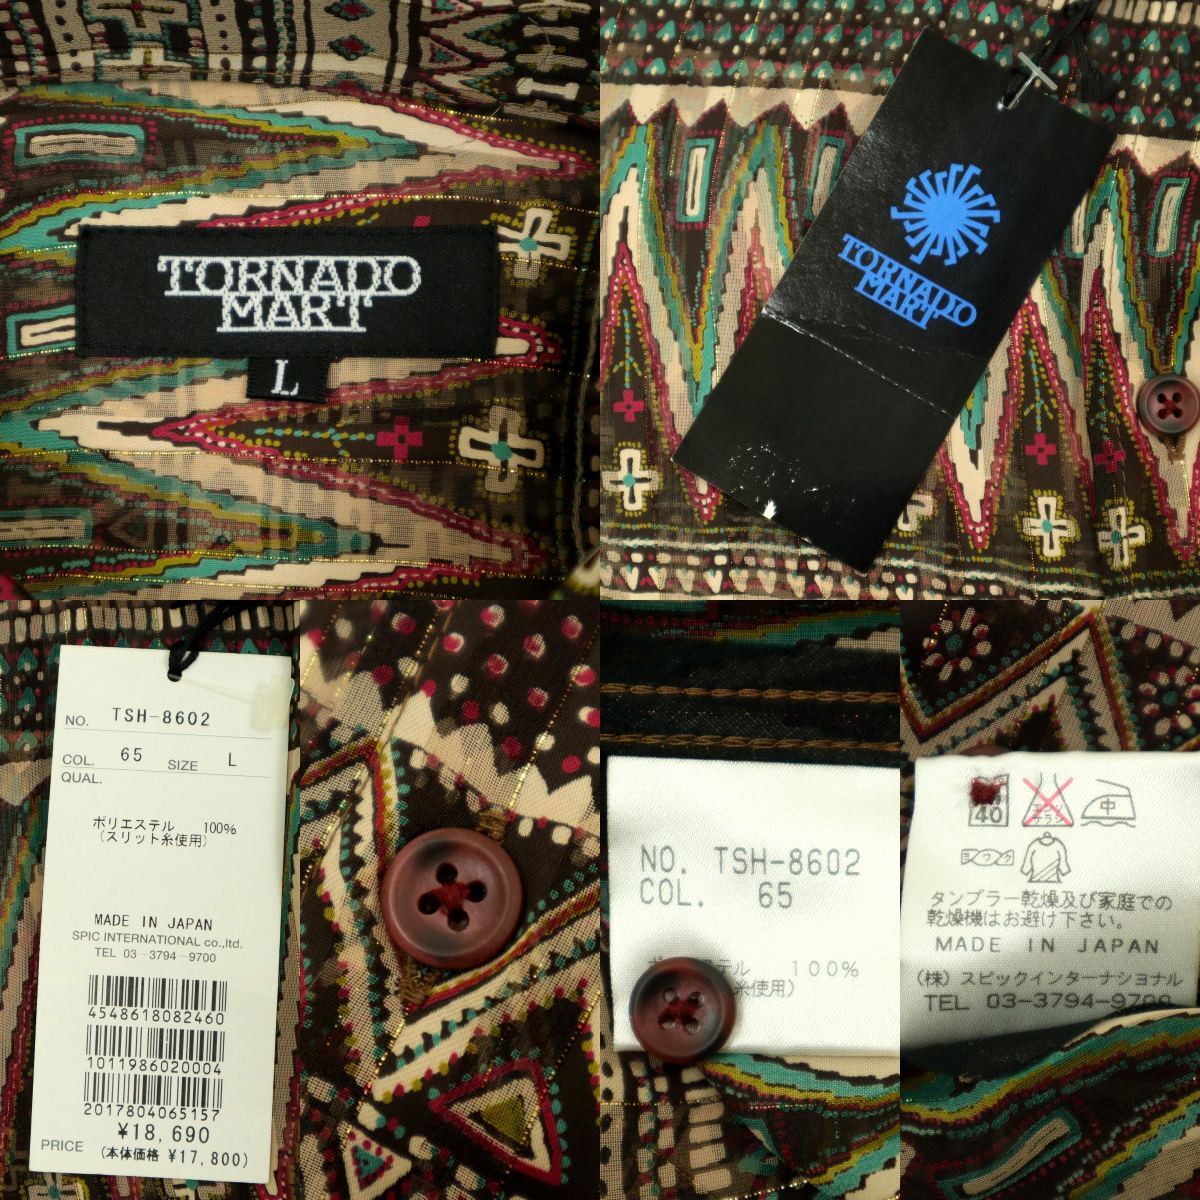 TORNADO
MART
L
TORNADO
MART
NO. TSH-8602
COL. 65 SIZE L
QUAL.
ポリエステル 100%
(スリット糸使用)
MADE IN JAPAN
SPIC INTERNATIONAL co.,ltd.
TEL 03-3794-9700
4548618082460
1011986020004
2017804065157
¥18,690
PRICE (本体価格 ¥17,800)
NO. TSH-8602
COL. 65
テル 100%
糸使用)
40
中
タンブラー乾燥及び家庭での
乾燥機はお避け下さい。
MADE IN JAPAN
(株)スピックインターナショナル
TEL 03-3794-9700